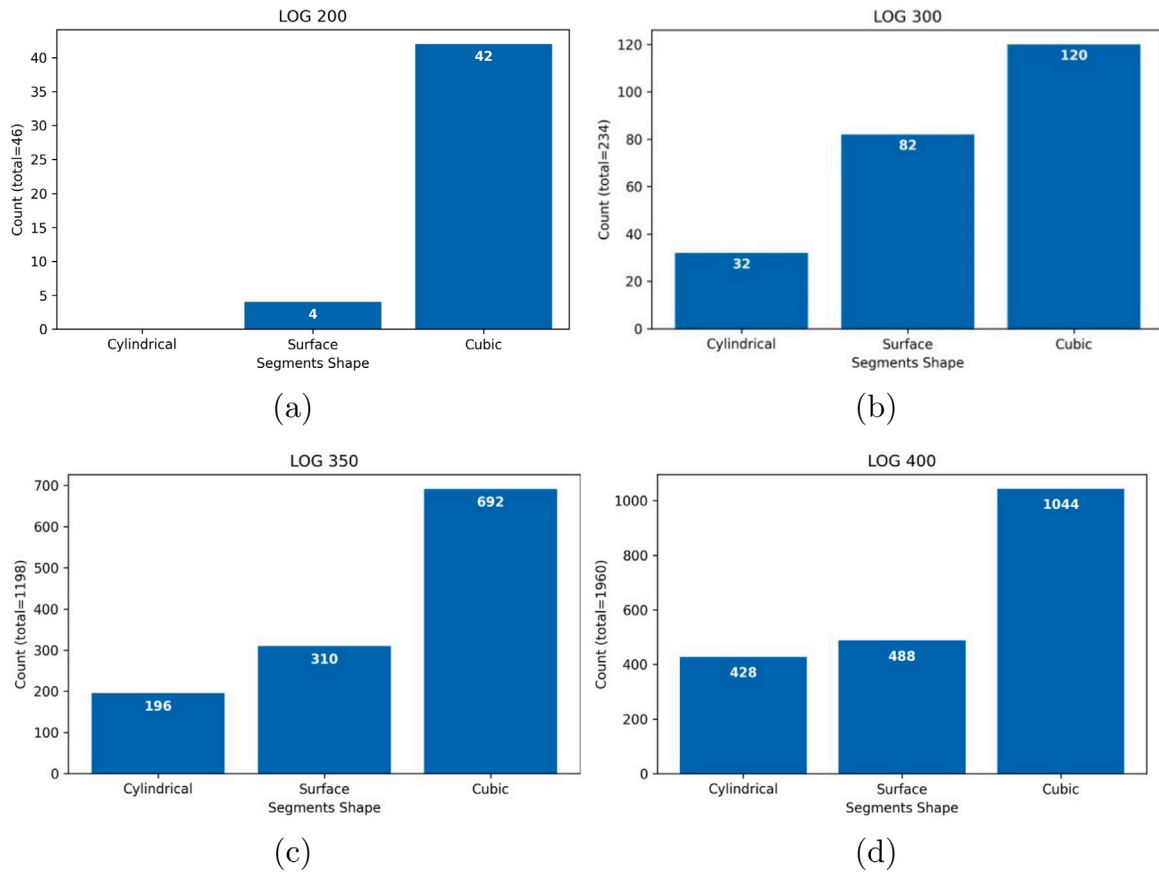 LOG 200
Count (total=46)
40
35
30
25
20
15
10
5
0
42
4
Cylindrical Surface Cubic
Segments Shape
(a)
LOG 300
Count (total=234)
120
100
80
60
40
20
0
120
82
32
Cylindrical Surface Cubic
Segments Shape
(b)
LOG 350
Count (total=1198)
700
600
500
400
300
200
100
0
692
310
196
Cylindrical Surface Cubic
Segments Shape
(c)
LOG 400
Count (total=1960)
1000
800
600
400
200
0
1044
488
428
Cylindrical Surface Cubic
Segments Shape
(d)